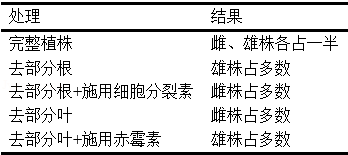 处理 结果
完整植株 雌、雄株各占一半
去部分根 雄株占多数
去部分根+施用细胞分裂素 雌株占多数
去部分叶 雌株占多数
去部分叶+施用赤霉素 雄株占多数